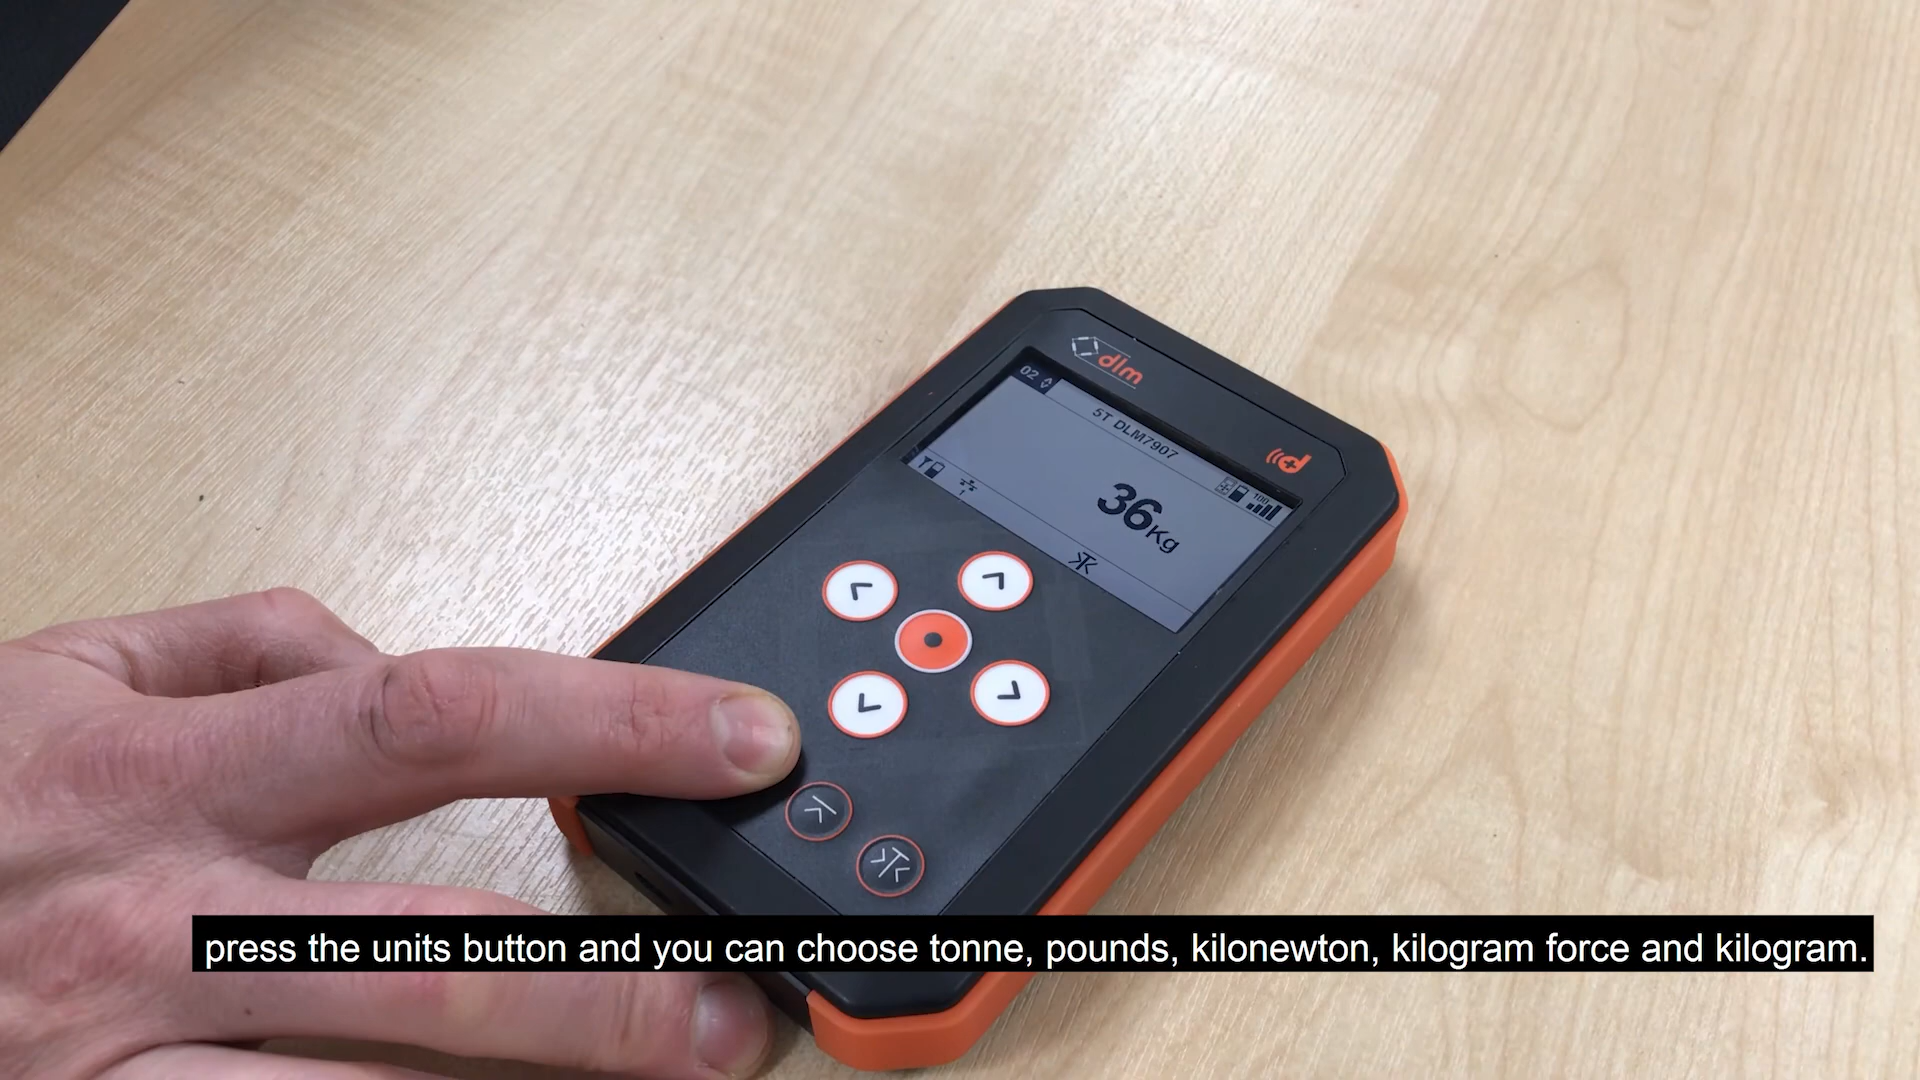 dlm
02
5T DLM7907
100
36Kg
press the units button and you can choose tonne, pounds, kilonewton, kilogram force and kilogram.